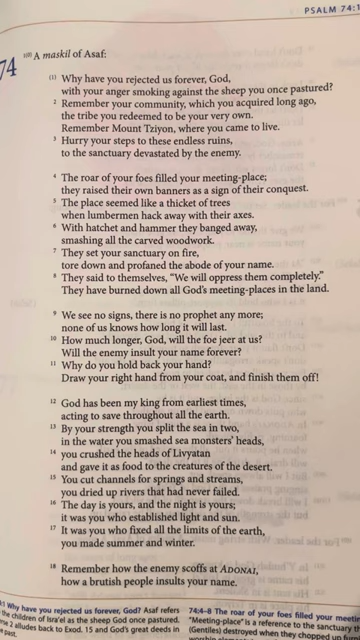 PSALM 74:1
74 (0) A maskil of Asaf:
(1) Why have you rejected us forever, God,
with your anger smoking against the sheep you once pastured?
2 Remember your community, which you acquired long ago,
the tribe you redeemed to be your very own.
Remember Mount Tziyon, where you came to live.
3 Hurry your steps to these endless ruins,
to the sanctuary devastated by the enemy.
4 The roar of your foes filled your meeting-place;
they raised their own banners as a sign of their conquest.
5 The place seemed like a thicket of trees
when lumbermen hack away with their axes.
6 With hatchet and hammer they banged away,
smashing all the carved woodwork.
7 They set your sanctuary on fire,
tore down and profaned the abode of your name.
8 They said to themselves, "We will oppress them completely."
They have burned down all God's meeting-places in the land.
9 We see no signs, there is no prophet any more;
none of us knows how long it will last.
10 How much longer, God, will the foe jeer at us?
Will the enemy insult your name forever?
11 Why do you hold back your hand?
Draw your right hand from your coat, and finish them off!
12 God has been my king from earliest times,
acting to save throughout all the earth.
13 By your strength you split the sea in two,
in the water you smashed sea monsters' heads,
14 you crushed the heads of Livyatan
and gave it as food to the creatures of the desert.
15 You cut channels for springs and streams,
you dried up rivers that had never failed.
16 The day is yours, and the night is yours;
it was you who established light and sun.
17 It was you who fixed all the limits of the earth,
you made summer and winter.
18 Remember how the enemy scoffs at ADONAI,
how a brutish people insults your name.
Why have you rejected us forever, God? Asaf refers
the children of Isra'el as the sheep God once pastured.
2 alludes back to Exod. 15 and God's great deeds in
past.
74:4-8 The roar of your foes filled your meeti
"Meeting-place" is a reference to the sanctuary t
(Gentiles) destroyed when they chopped up